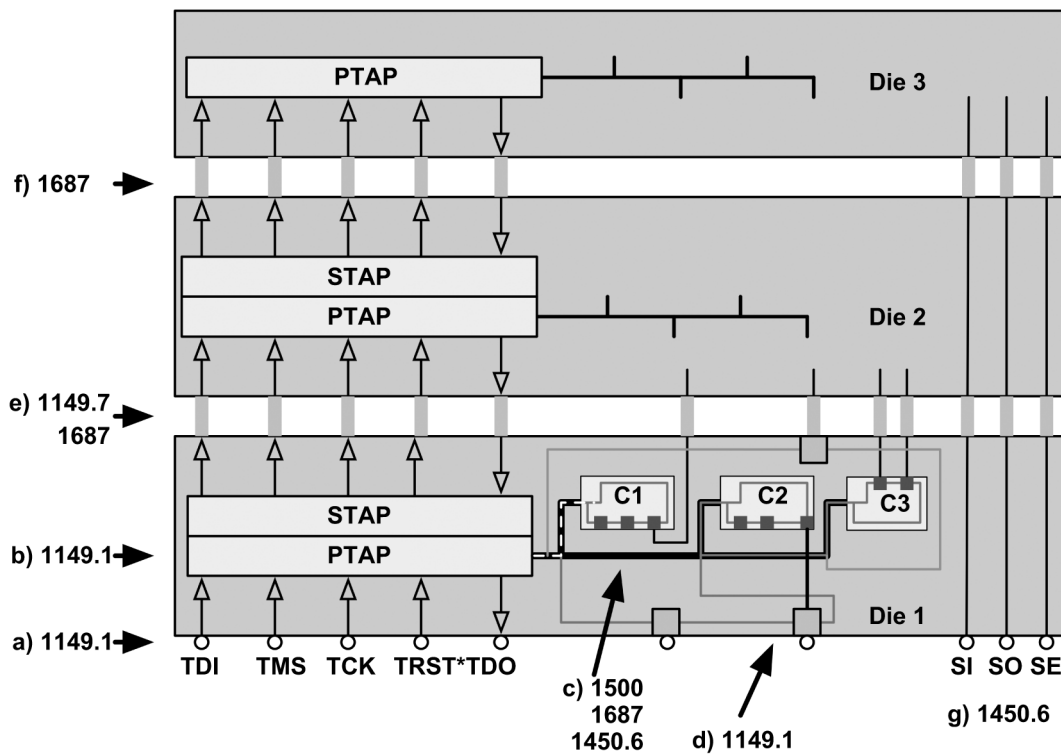 PTAP
Die 3
f) 1687
STAP
PTAP
Die 2
e) 1149.7
1687
C1
C2
C3
STAP
b) 1149.1
PTAP
Die 1
a) 1149.1
TDI TMS TCK TRST*TDO SI SO SE
c) 1500
1687
1450.6
d) 1149.1
g) 1450.6